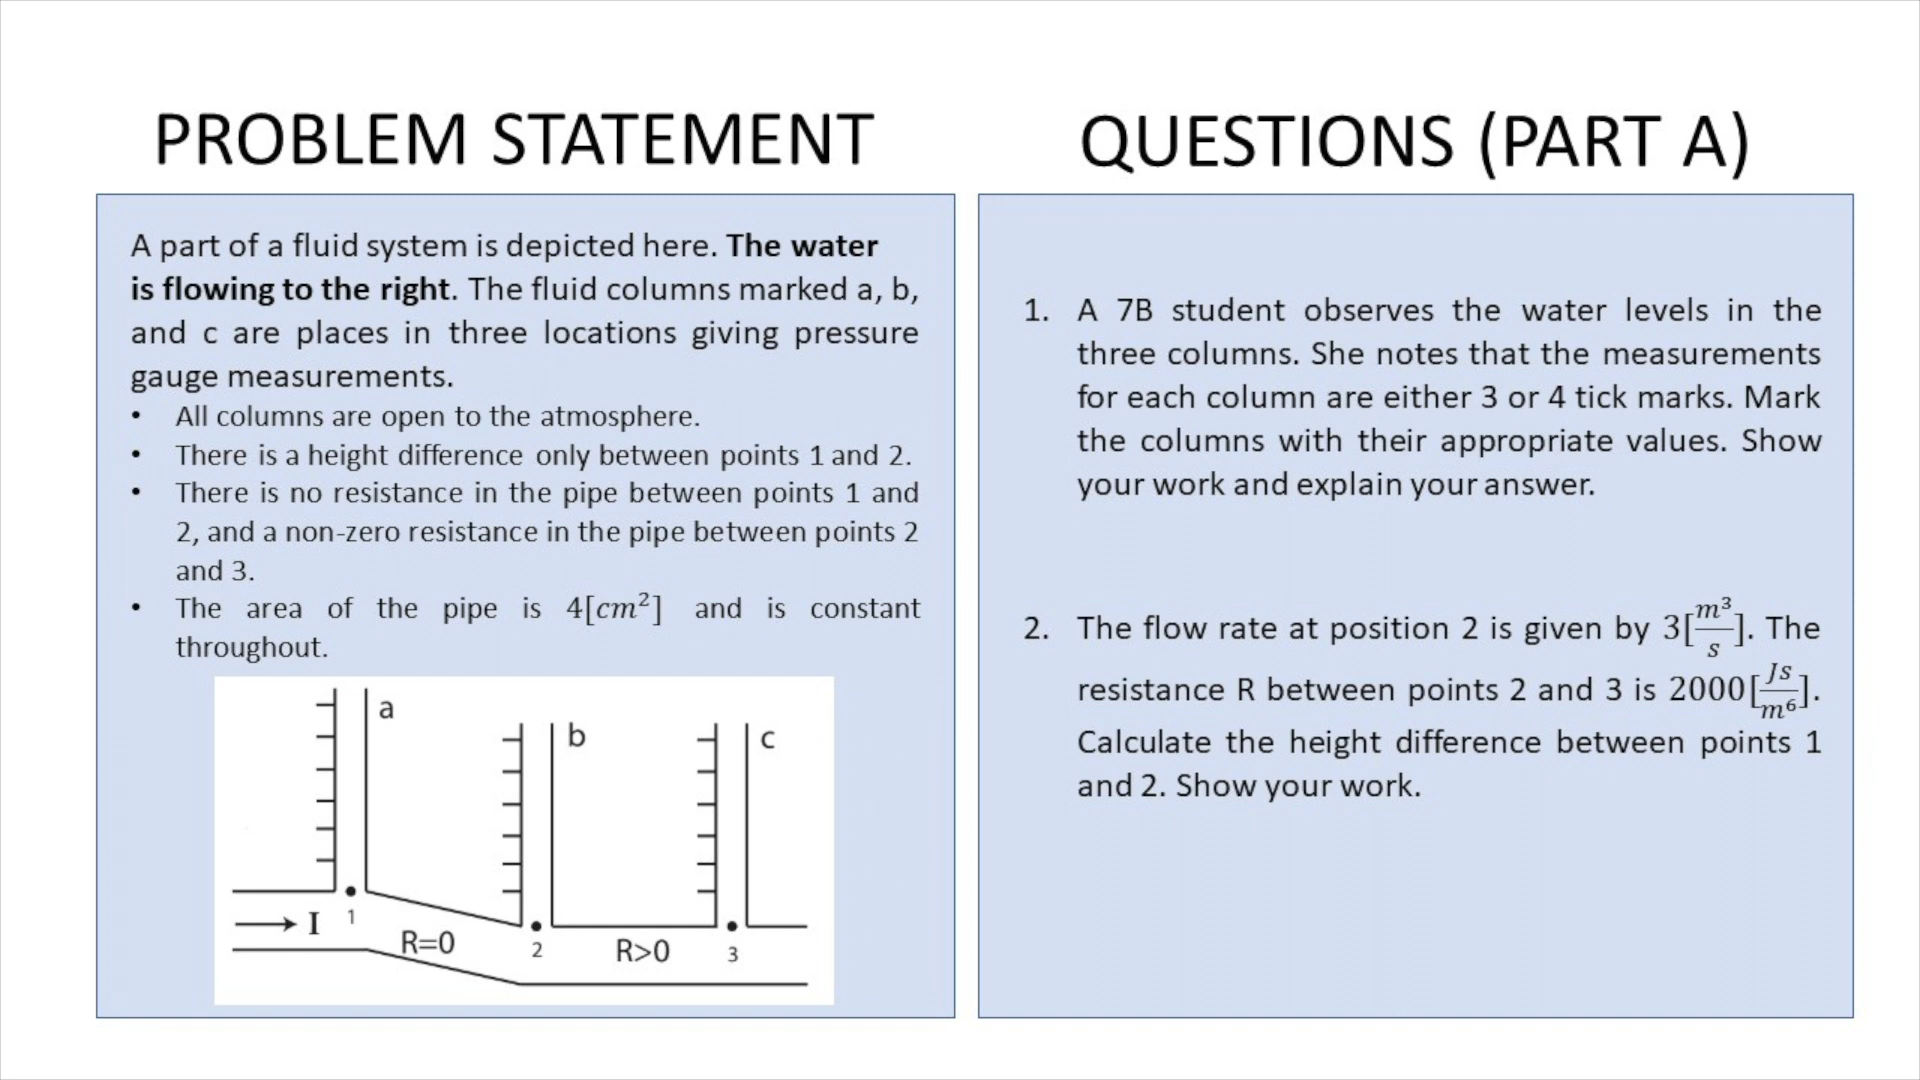 PROBLEM STATEMENT
A part of a fluid system is depicted here. The water
is flowing to the right. The fluid columns marked a, b,
and c are places in three locations giving pressure
gauge measurements.
• All columns are open to the atmosphere.
• There is a height difference only between points 1 and 2.
• There is no resistance in the pipe between points 1 and
2, and a non-zero resistance in the pipe between points 2
and 3.
• The area of the pipe is 4[cm²] and is constant
throughout.
a
b
c
I
1
R=0
2
R>0
3
QUESTIONS (PART A)
1. A 7B student observes the water levels in the
three columns. She notes that the measurements
for each column are either 3 or 4 tick marks. Mark
the columns with their appropriate values. Show
your work and explain your answer.
2. The flow rate at position 2 is given by 3[m³/s]. The
resistance R between points 2 and 3 is 2000[Js/m⁶].
Calculate the height difference between points 1
and 2. Show your work.